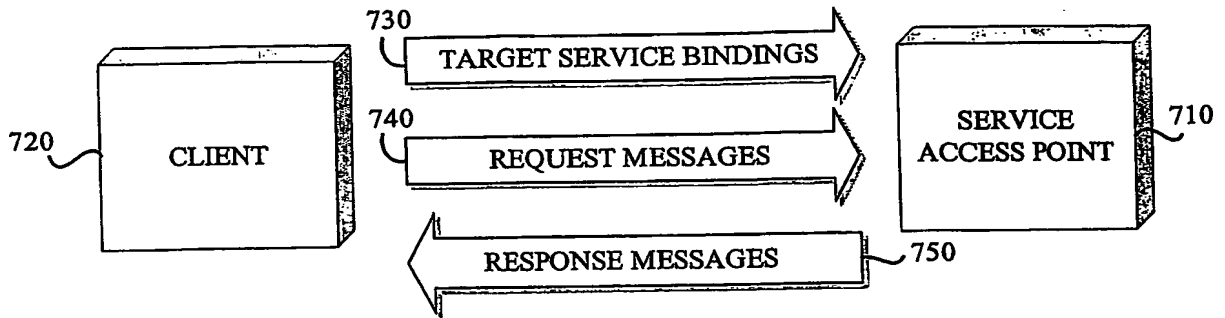 730
TARGET SERVICE BINDINGS
720
CLIENT
740
REQUEST MESSAGES
SERVICE
ACCESS POINT
710
RESPONSE MESSAGES
750